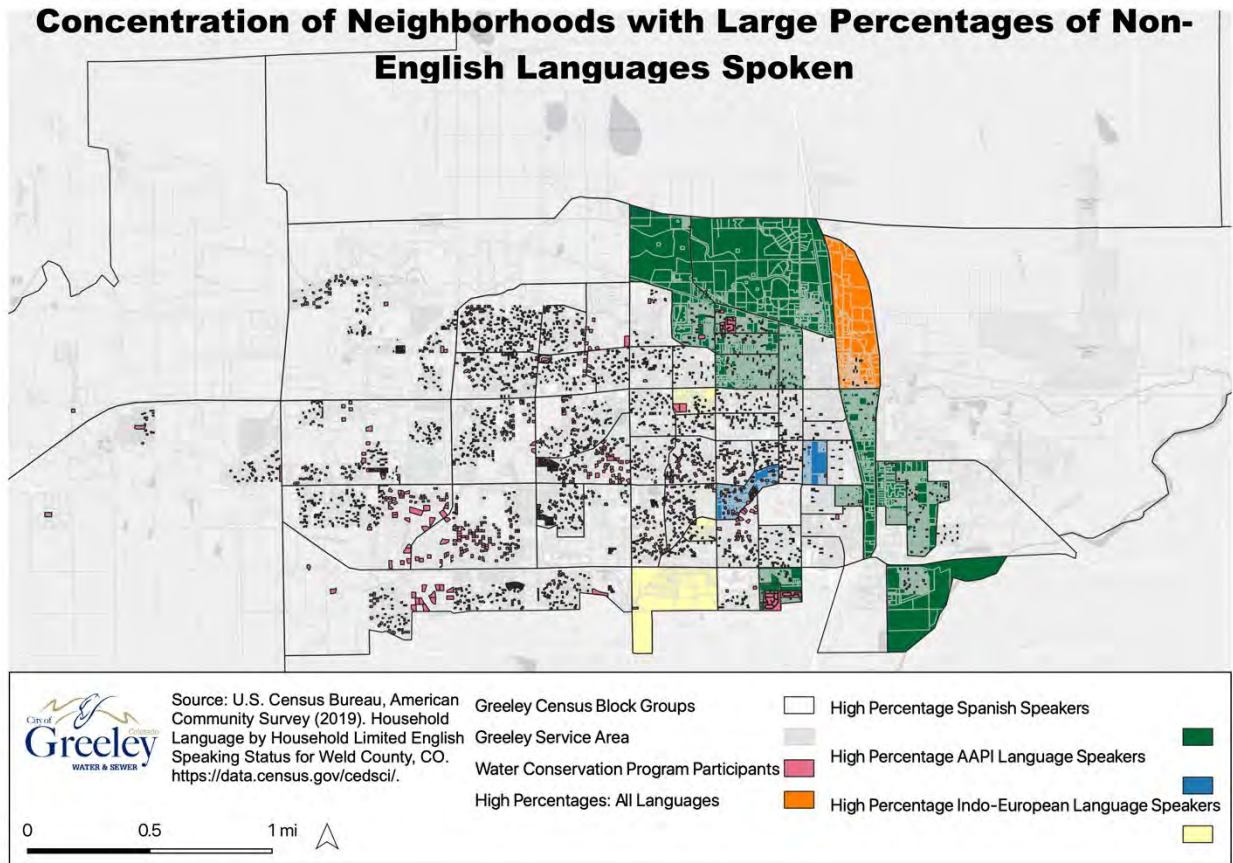 Concentration of Neighborhoods with Large Percentages of Non-
English Languages Spoken
City of
Greeley
Colorado
WATER & SEWER
Source: U.S. Census Bureau, American
Community Survey (2019). Household
Language by Household Limited English
Speaking Status for Weld County, CO.
https://data.census.gov/cedsci/.
0 0.5 1 mi
Greeley Census Block Groups
Greeley Service Area
Water Conservation Program Participants
High Percentages: All Languages
High Percentage Spanish Speakers
High Percentage AAPI Language Speakers
High Percentage Indo-European Language Speakers